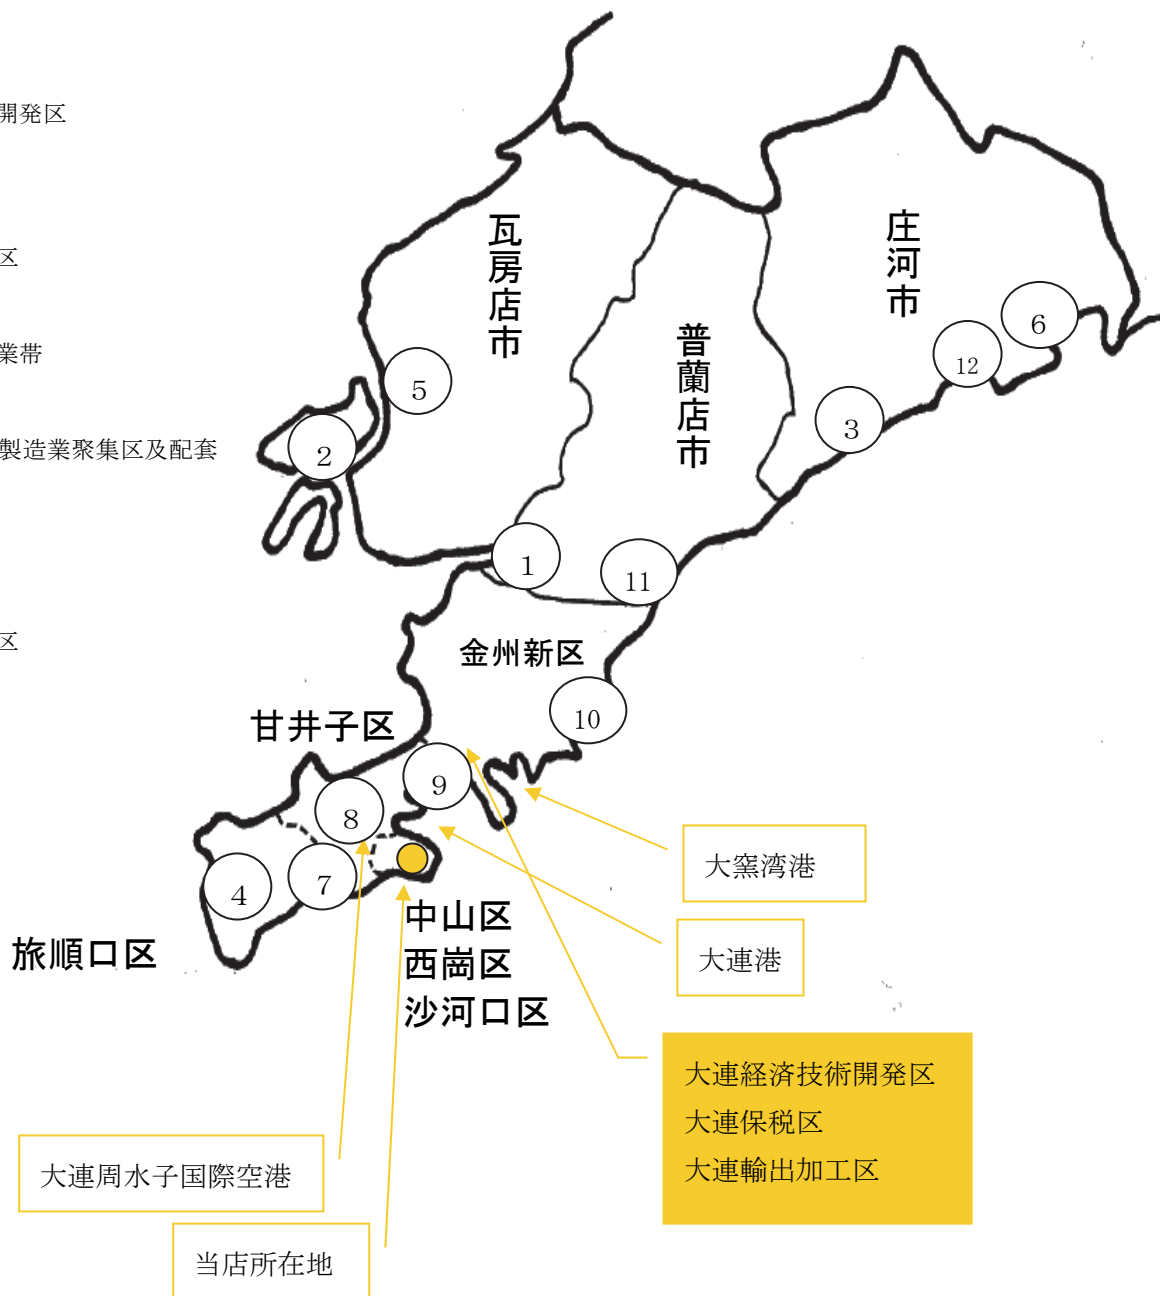 開発区
区
業帯
製造業聚集区及配套
区
瓦房店市
普蘭店市
庄河市
6
12
5
3
2
1
11
金州新区
10
甘井子区
9
8
7
4
旅順口区
中山区
西崗区
沙河口区
大窯湾港
大連港
大連経済技術開発区
大連保税区
大連輸出加工区
大連周水子国際空港
当店所在地